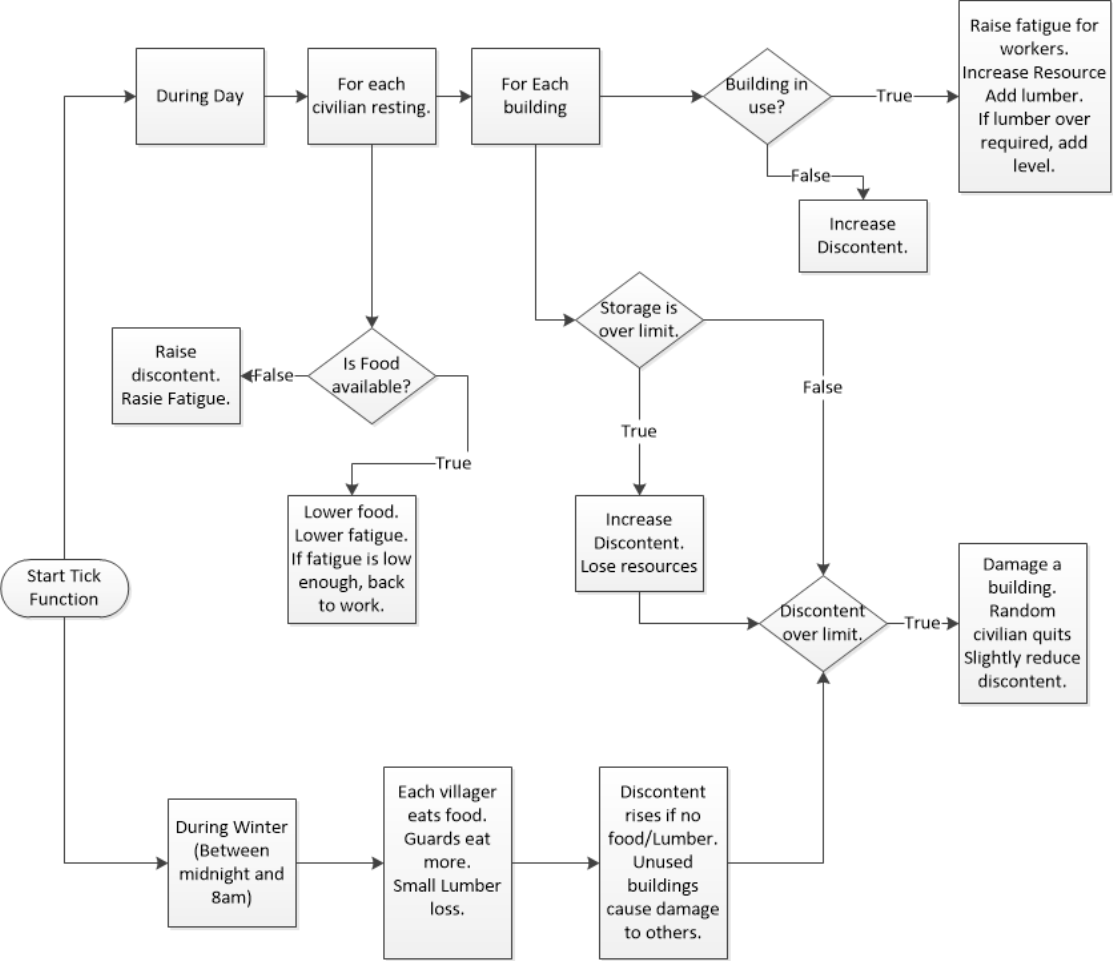 During Day
For each
civilian resting.
For Each
building
Building in
use?
True
Raise fatigue for
workers.
Increase Resource
Add lumber.
If lumber over
required, add
level.
False
Increase
Discontent.
Storage is
over limit.
False
True
Increase
Discontent.
Lose resources
Is Food
available?
False
Raise
discontent.
Rasie Fatigue.
True
Lower food.
Lower fatigue.
If fatigue is low
enough, back
to work.
Start Tick
Function
Discontent
over limit.
True
Damage a
building.
Random
civilian quits
Slightly reduce
discontent.
During Winter
(Between
midnight and
8am)
Each villager
eats food.
Guards eat
more.
Small Lumber
loss.
Discontent
rises if no
food/Lumber.
Unused
buildings
cause damage
to others.